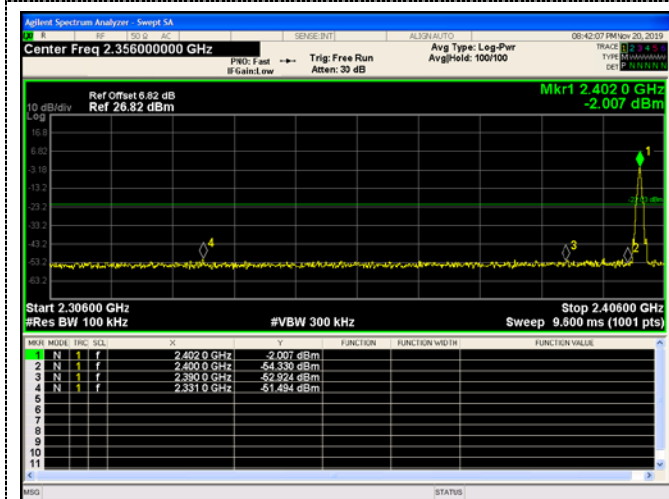 Agilent Spectrum Analyzer - Swept SA
R RF 50 Ω AC SENSE:INT ALIGN AUTO 08:42:07 PM Nov 20, 2019
Center Freq 2.356000000 GHz
PNO: Fast Trig: Free Run Avg Type: Log-Pwr TRACE 1 2 3 4 5 6
IFGain:Low Atten: 30 dB Avg|Hold: 100/100 TYPE M
DET P N N N N N
Mkr1 2.402 0 GHz
-2.007 dBm
Ref Offset 6.82 dB
10 dB/div Ref 26.82 dBm
Log
16.8
6.82
-3.18
-13.2
-23.2
-33.2
-43.2
-53.2
-63.2
1
4
3
2
Start 2.30600 GHz Stop 2.40600 GHz
#Res BW 100 kHz #VBW 300 kHz Sweep 9.600 ms (1001 pts)
MKR MODE TRC SCL X Y FUNCTION FUNCTION WIDTH FUNCTION VALUE
1 N 1 f 2.402 0 GHz -2.007 dBm
2 N 1 f 2.400 0 GHz -54.330 dBm
3 N 1 f 2.390 0 GHz -52.924 dBm
4 N 1 f 2.331 0 GHz -51.494 dBm
5
6
7
8
9
10
11
MSG STATUS